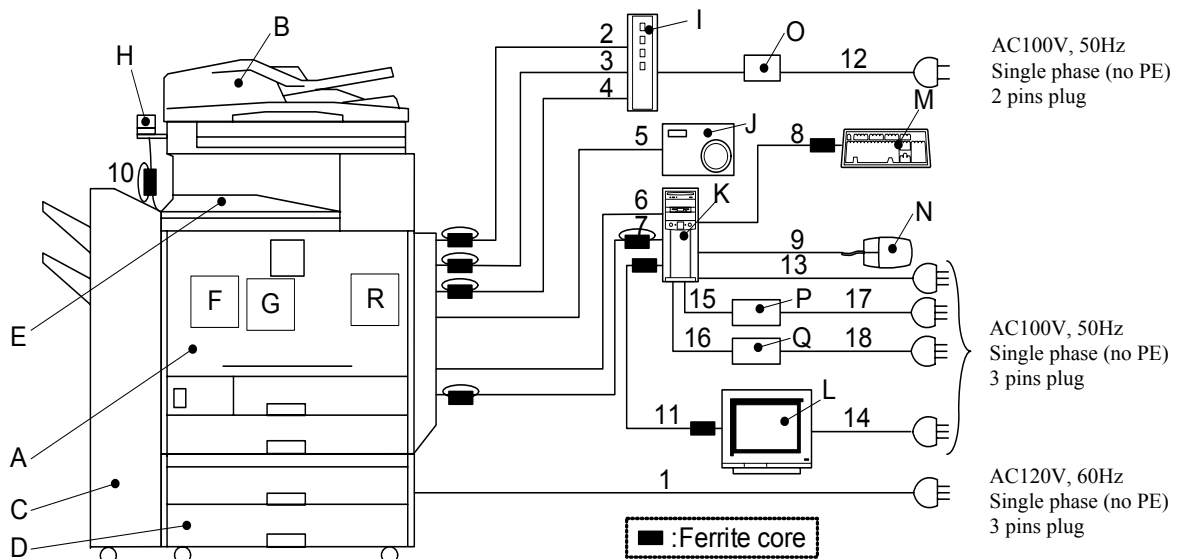 B
H
I
O
2
3
4
12
AC100V, 50Hz
Single phase (no PE)
2 pins plug
M
J
5
8
10
K
6
7
N
9
13
E
F
G
R
15
P
17
16
Q
18
AC100V, 50Hz
Single phase (no PE)
3 pins plug
L
11
14
A
C
D
1
AC120V, 60Hz
Single phase (no PE)
3 pins plug
:Ferrite core